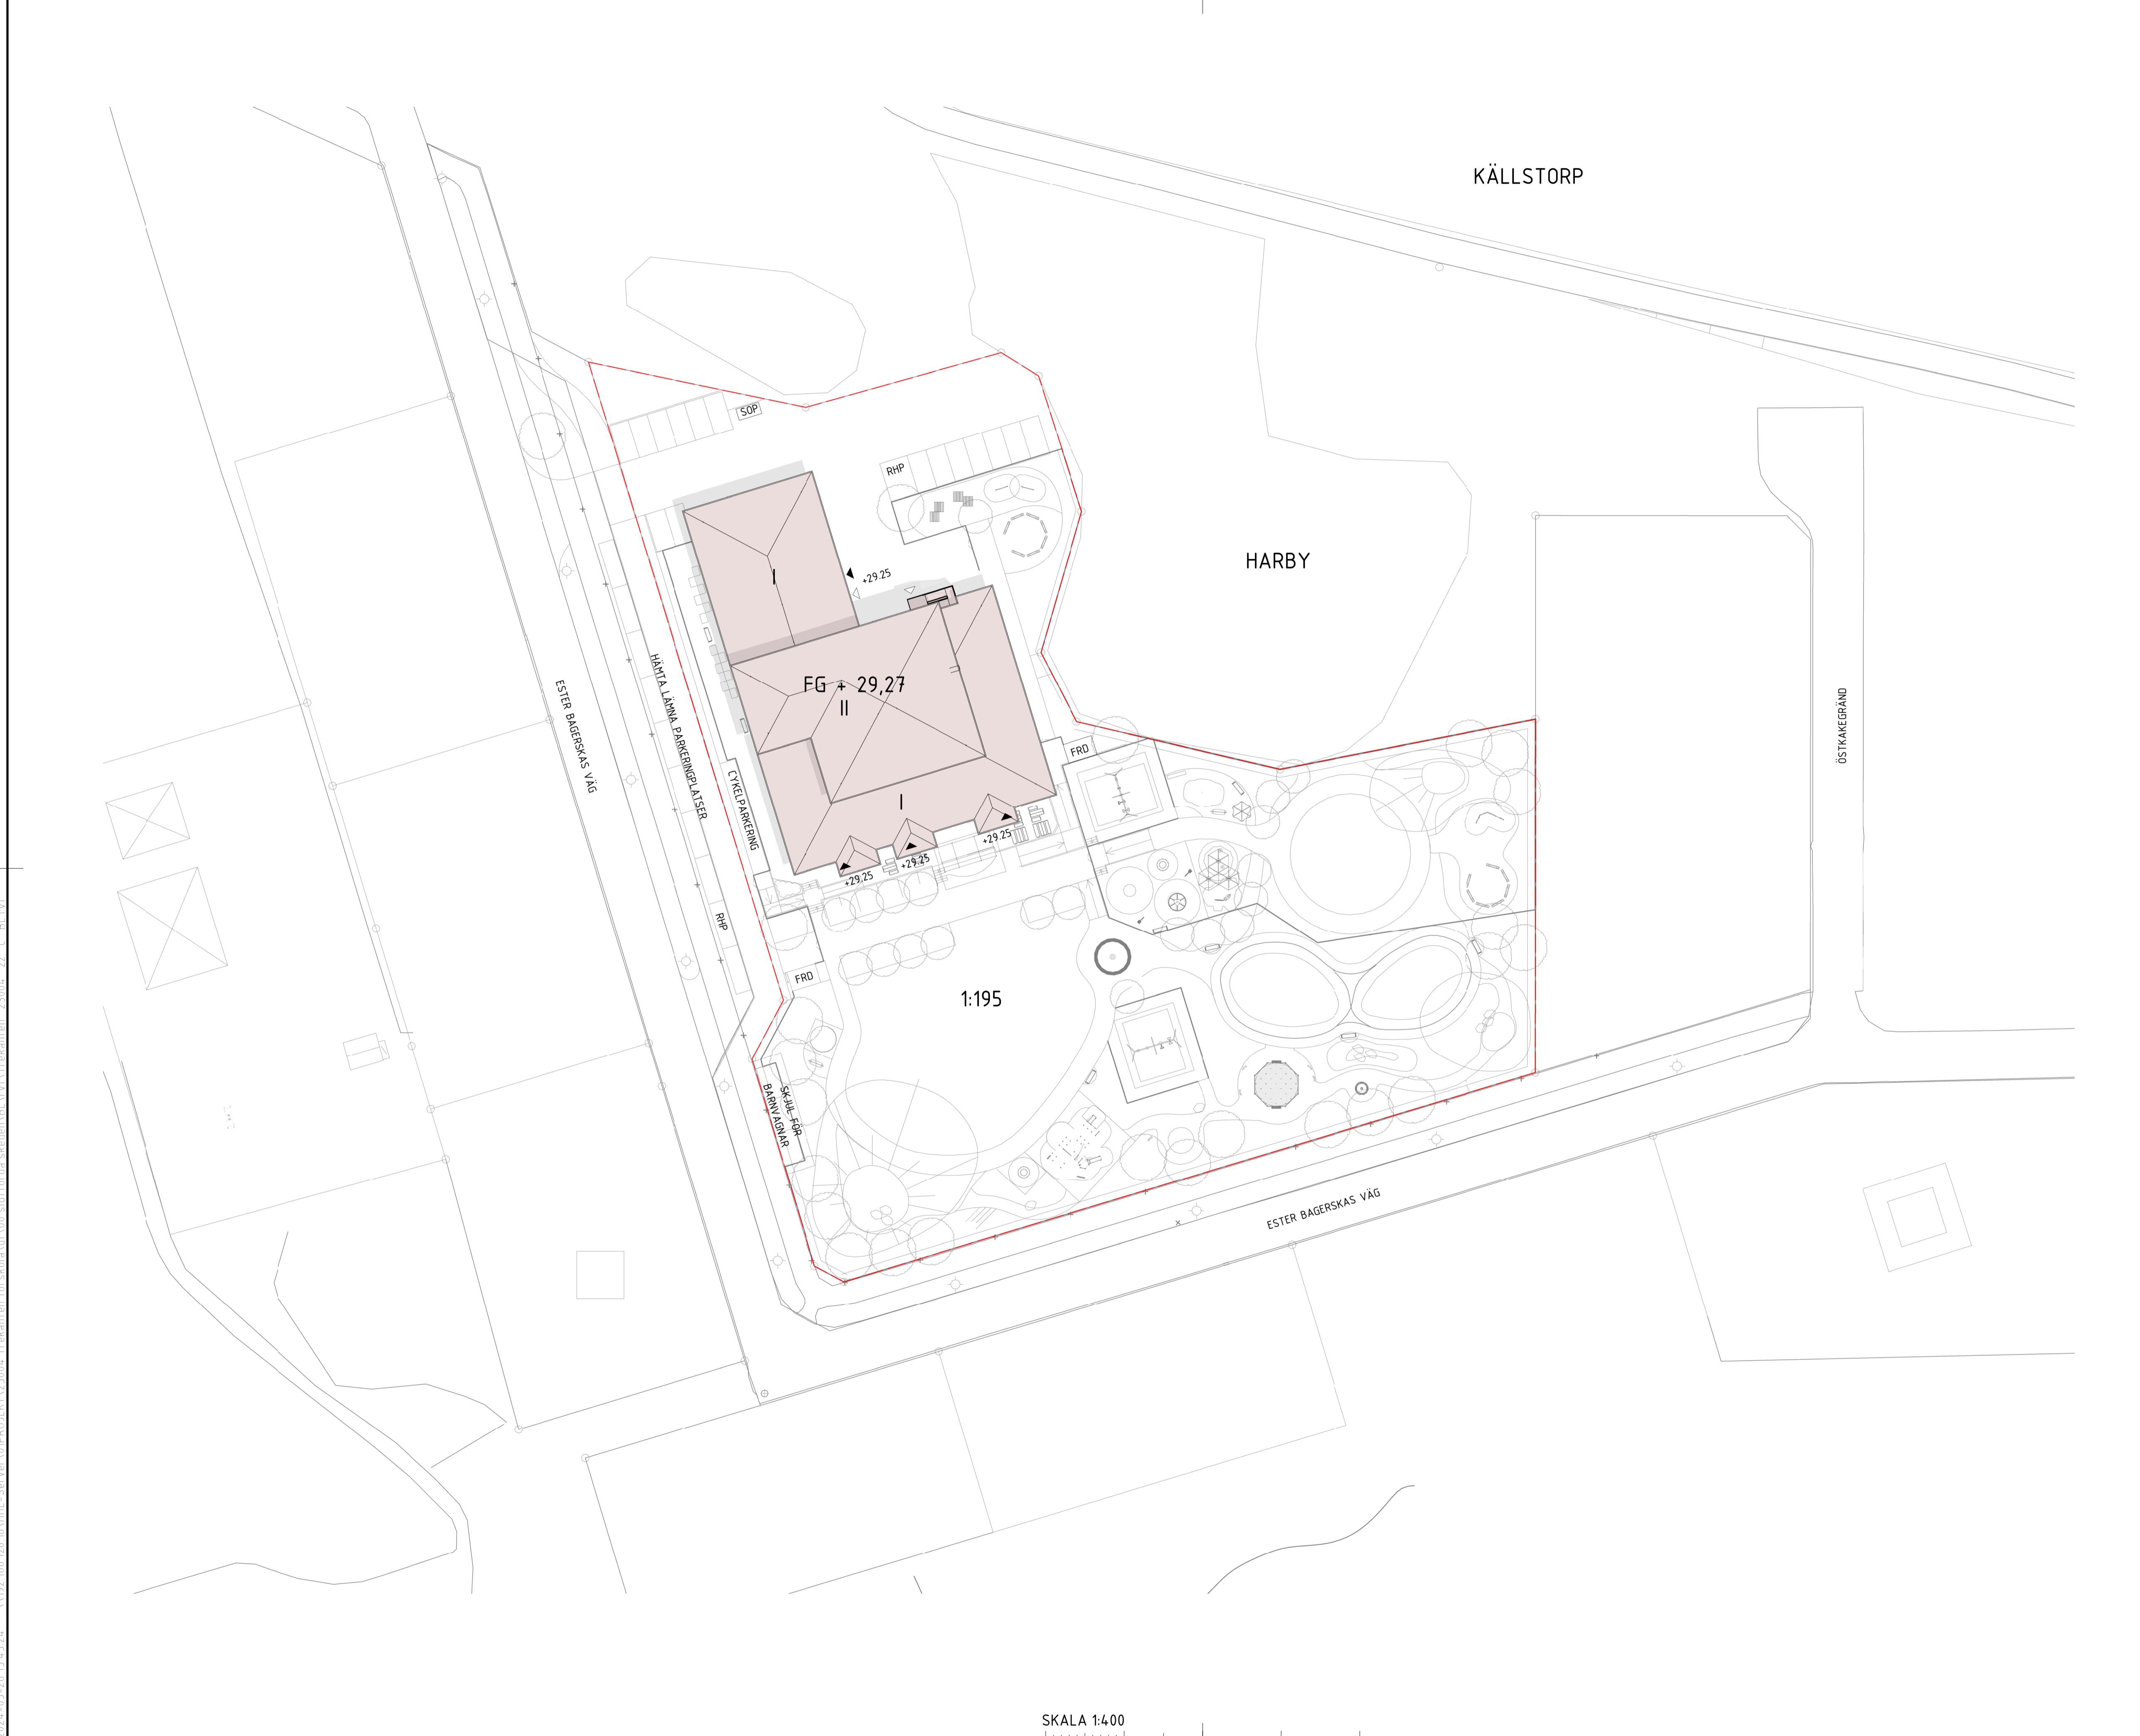 KÄLLSTORP
SOP
RHP
HARBY
+29.25
I
HÄMTA LÄMNA PARKERINGPLATSER
ESTER BAGERSKAS VÄG
FG + 29,27
II
ÖSTKAKEGRÄND
FRD
CYKELPARKERING
I
+29.25
+29.25
+29.25
RHP
FRD
1:195
SKJUL FÖR
BARNVAGNAR
ESTER BAGERSKAS VÄG
SKALA 1:400